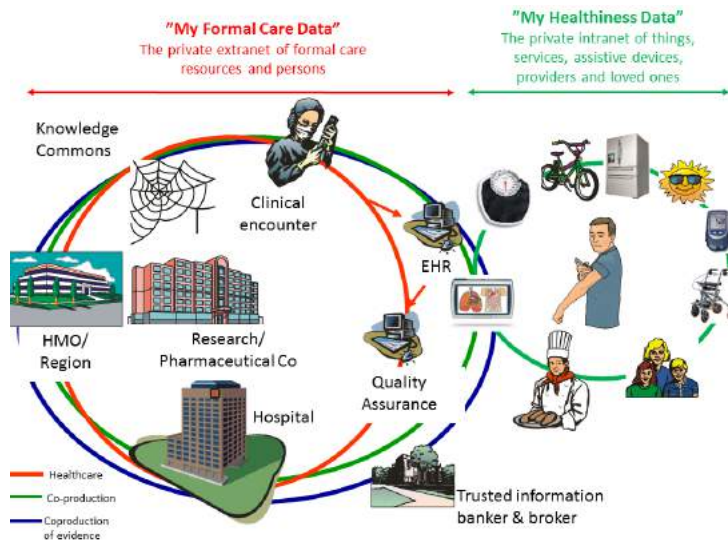 "My Formal Care Data"
The private extranet of formal care
resources and persons
"My Healthiness Data"
The private intranet of things,
services, assistive devices,
providers and loved ones
Knowledge
Commons
Clinical
encounter
EHR
HMO/
Region
Research/
Pharmaceutical Co
Quality
Assurance
Hospital
Trusted information
banker & broker
Healthcare
Co-production
Coproduction
of evidence